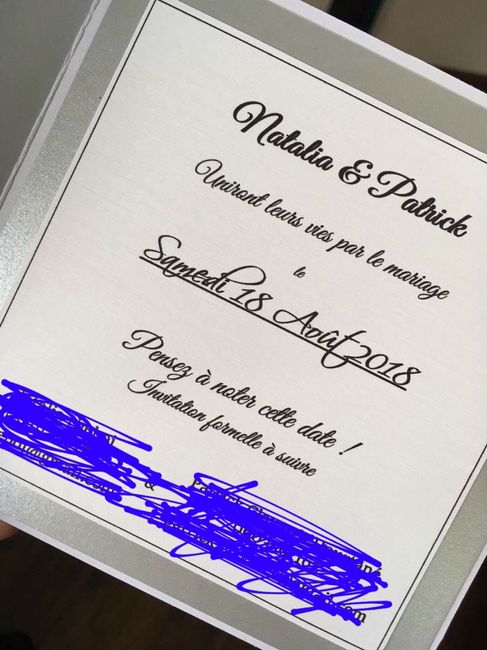 Natalia & Patrick
Uniront leurs vies par le mariage
le
Samedi 18 Août 2018
Pensez à noter cette date !
Invitation formelle à suivre
&